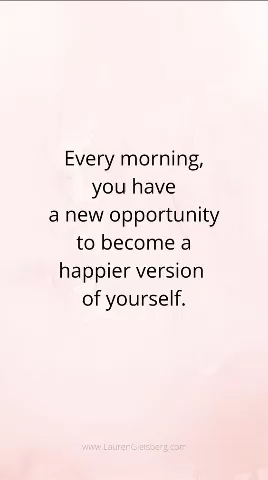 Every morning,
you have
a new opportunity
to become a
happier version
of yourself.
www.LaurenGleisberg.com